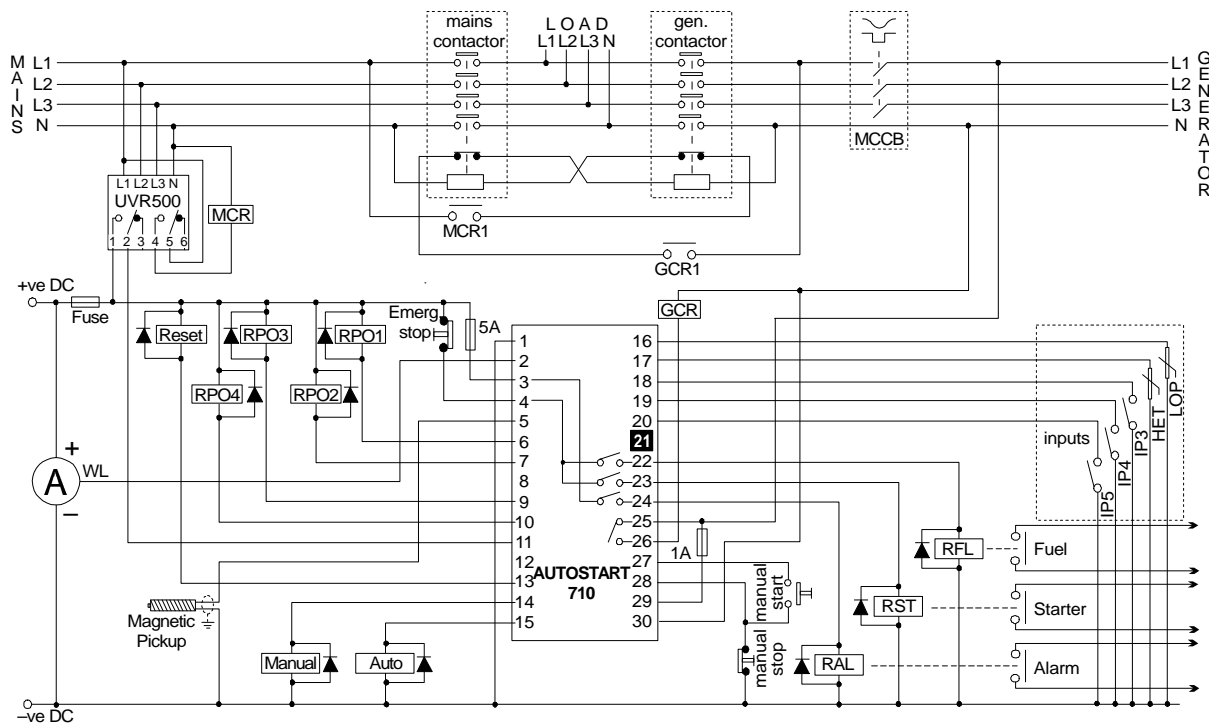 mains contactor
L O A D
L1 L2 L3 N
gen. contactor
MAINS
L1
L2
L3
N
L1
L2
L3
N
GENERATOR
MCCB
L1 L2 L3 N
UVR500
1 2 3 4 5 6
MCR
MCR1
GCR1
+ve DC
Fuse
Reset
RPO3
RPO1
RPO4
RPO2
Emerg. stop
5A
GCR
1
2
3
4
5
6
7
8
9
10
11
12
13
14
15
AUTOSTART 710
16
17
18
19
20
21
22
23
24
25
26
27
28
29
30
1A
inputs
IP5
IP4
IP3
HET
LOP
+
A
WL
–
Magnetic Pickup
Manual
Auto
manual start
manual stop
RFL
Fuel
RST
Starter
RAL
Alarm
–ve DC